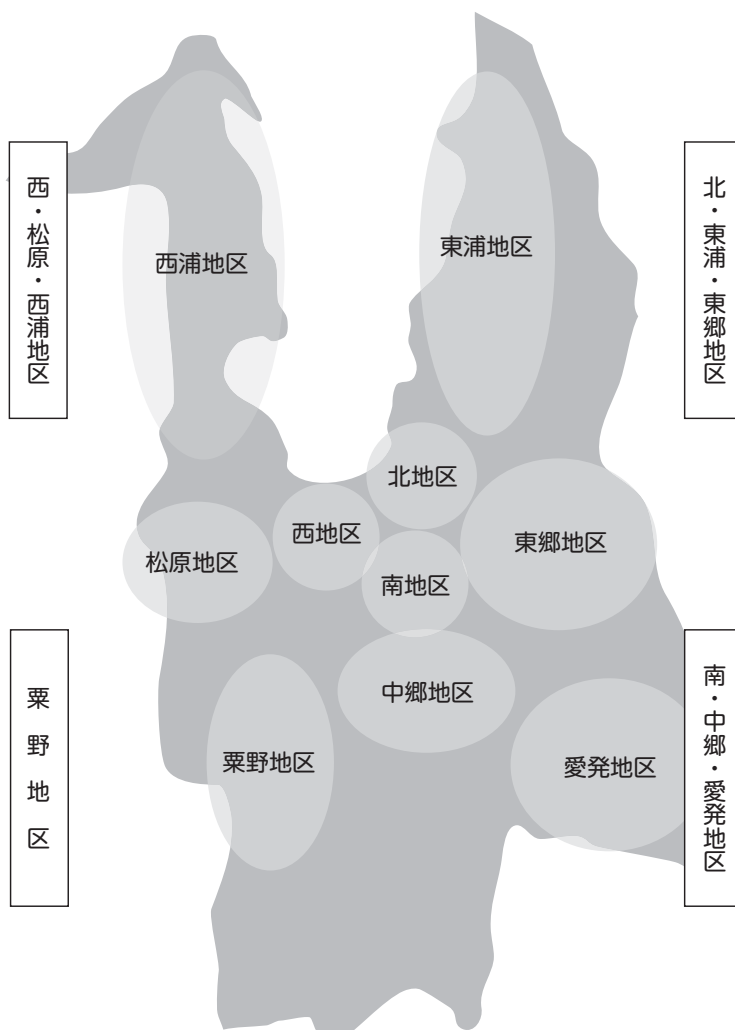 西・松原・西浦地区
北・東浦・東郷地区
西浦地区
東浦地区
北地区
西地区
東郷地区
松原地区
南地区
粟野地区
南・中郷・愛発地区
中郷地区
粟野地区
愛発地区